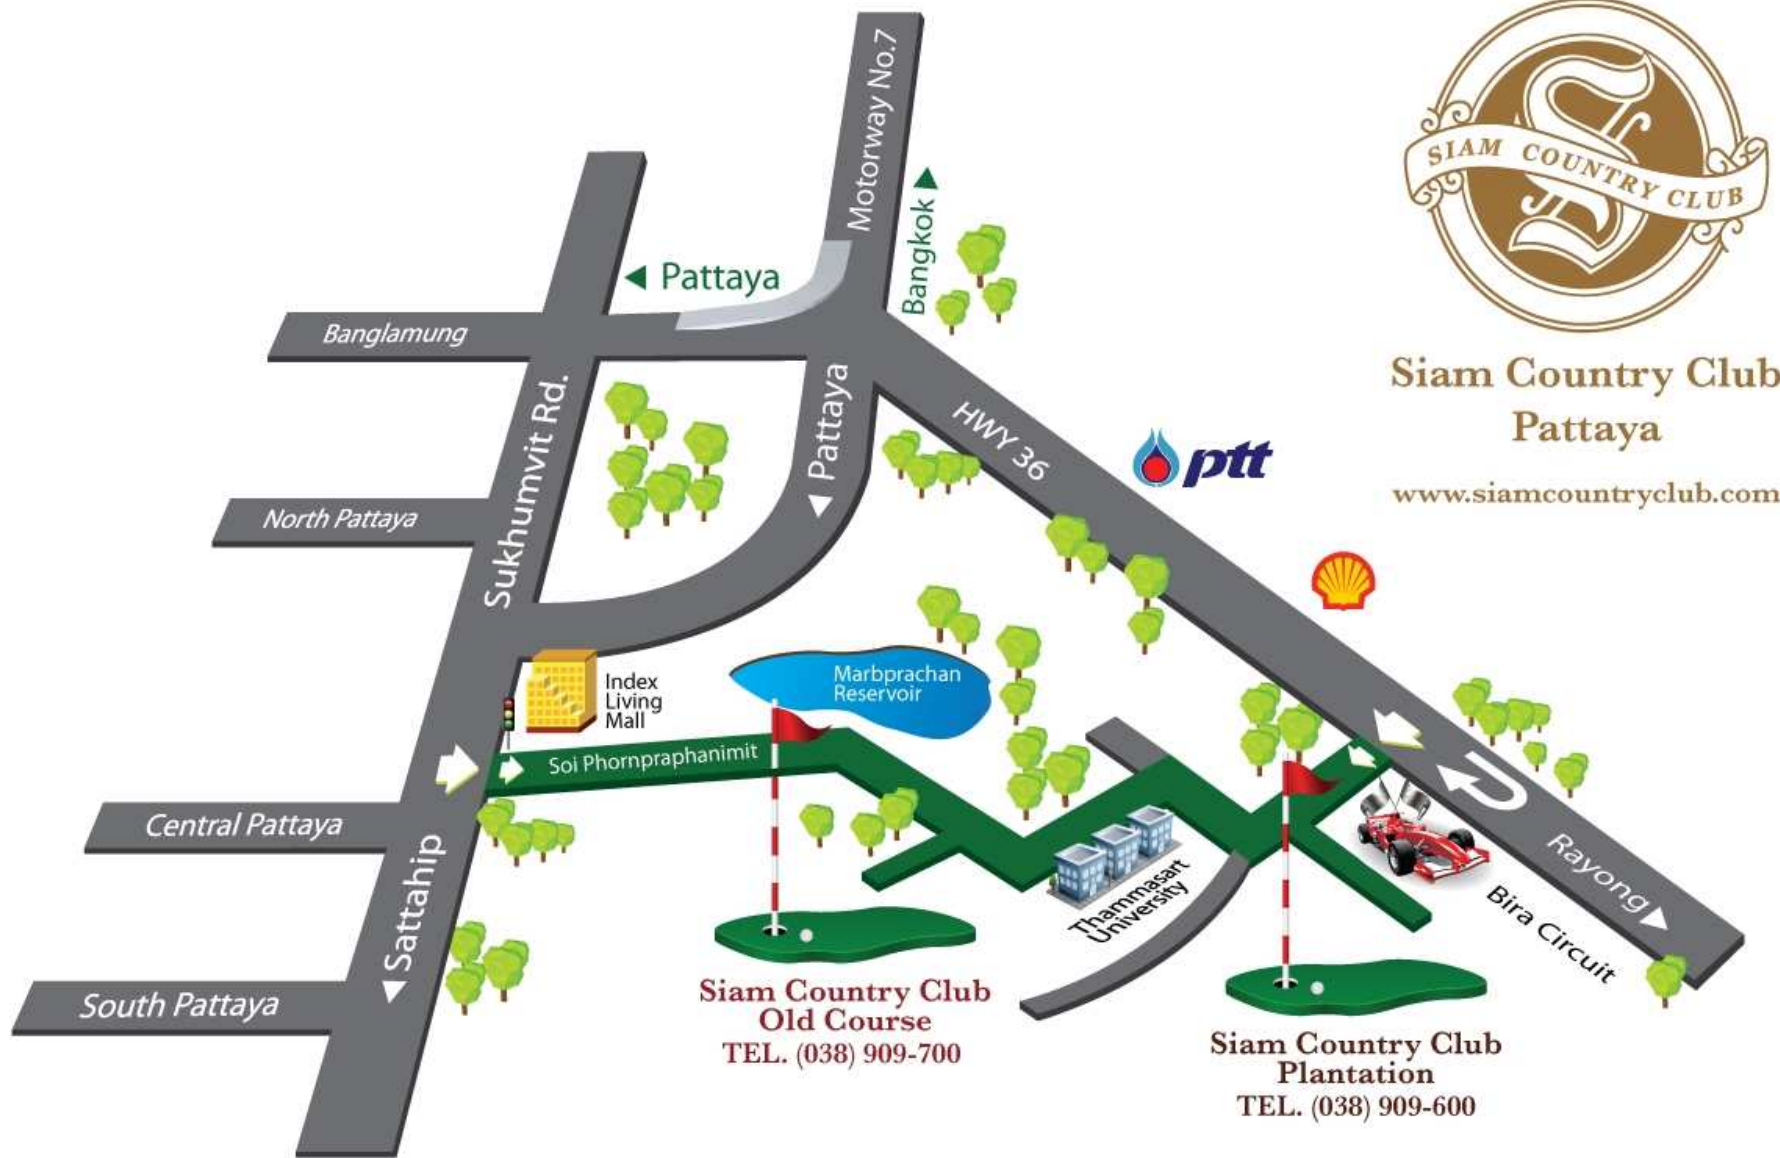 Motorway No.7
Bangkok
Pattaya
Banglamung
Sukhumvit Rd.
Pattaya
HWY 36
ptt
North Pattaya
Index
Living
Mall
Marbprachan
Reservoir
Soi Phornpraphanimit
Central Pattaya
Sattahip
South Pattaya
Thammasart
University
Rayong
Bira Circuit
Siam Country Club
Old Course
TEL. (038) 909-700
Siam Country Club
Plantation
TEL. (038) 909-600
S
SIAM COUNTRY CLUB
Siam Country Club
Pattaya
www.siamcountryclub.com